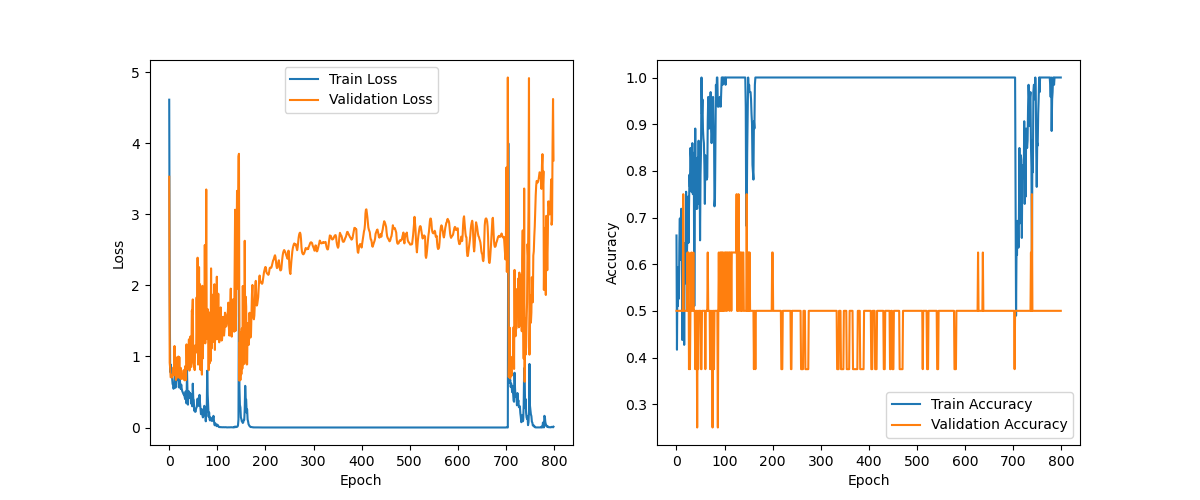 Train Loss
Validation Loss
5
4
3
2
1
0
Loss
0 100 200 300 400 500 600 700 800
Epoch
1.0
0.9
0.8
0.7
0.6
0.5
0.4
0.3
Accuracy
Train Accuracy
Validation Accuracy
0 100 200 300 400 500 600 700 800
Epoch